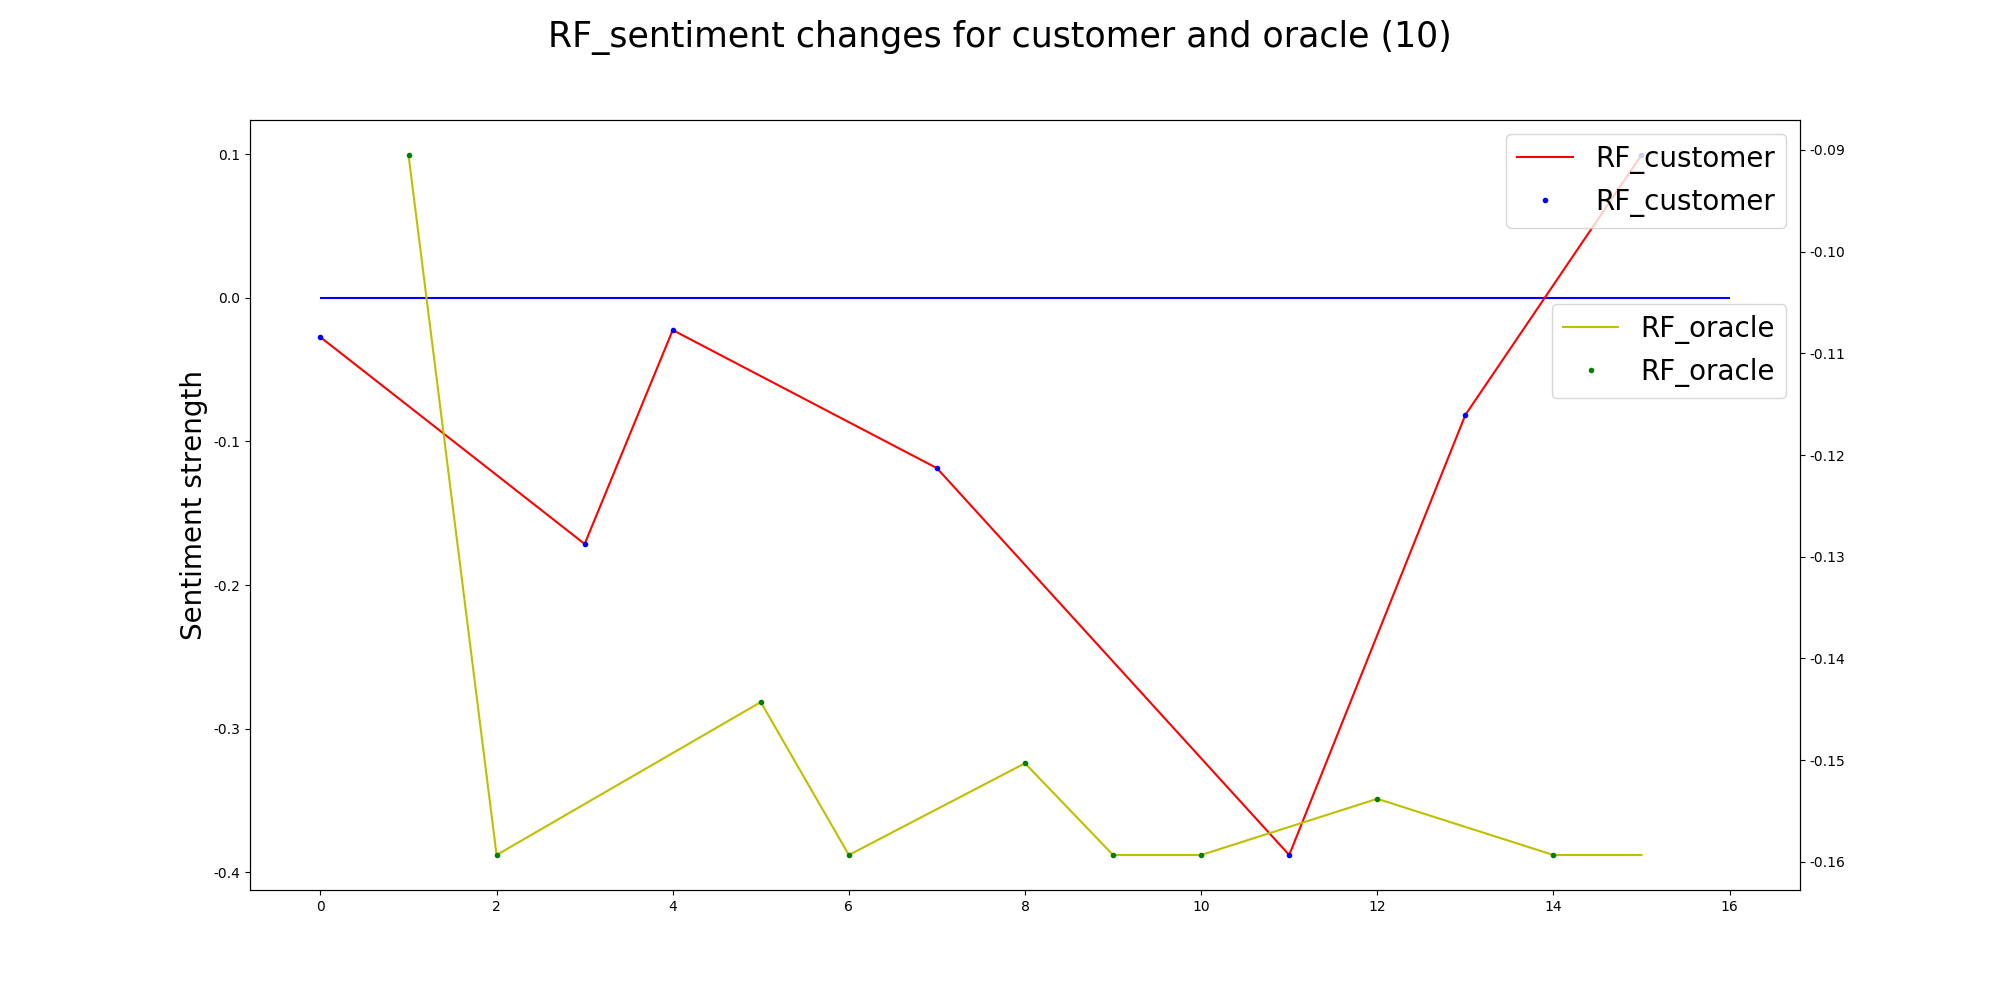 RF_sentiment changes for customer and oracle (10)
Sentiment strength
0.1
0.0
-0.1
-0.2
-0.3
-0.4
RF_customer
RF_customer
RF_oracle
RF_oracle
-0.09
-0.10
-0.11
-0.12
-0.13
-0.14
-0.15
-0.16
0 2 4 6 8 10 12 14 16